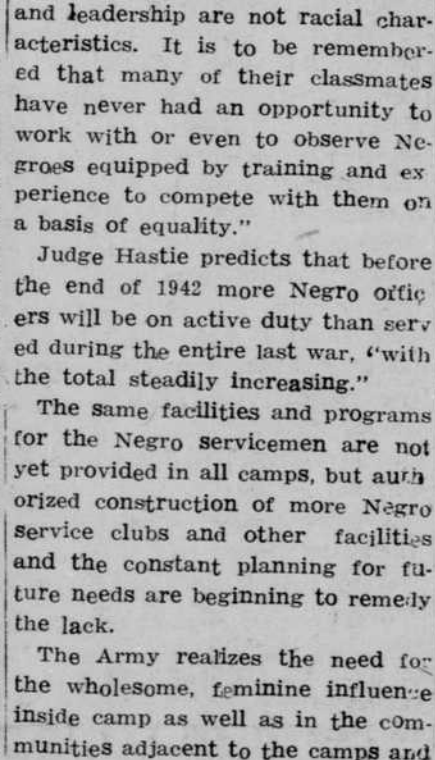 and leadership are not racial char-
acteristics. It is to be remember-
ed that many of their classmates
have never had an opportunity to
work with or even to observe Ne-
groes equipped by training and ex
perience to compete with them on
a basis of equality."
Judge Hastie predicts that before
the end of 1942 more Negro offic
ers will be on active duty than serv
ed during the entire last war, "with
the total steadily increasing."
The same facilities and programs
for the Negro servicemen are not
yet provided in all camps, but auth
orized construction of more Negro
service clubs and other facilities
and the constant planning for fu-
ture needs are beginning to remedy
the lack.
The Army realizes the need for
the wholesome, feminine influence
inside camp as well as in the com-
munities adjacent to the camps and